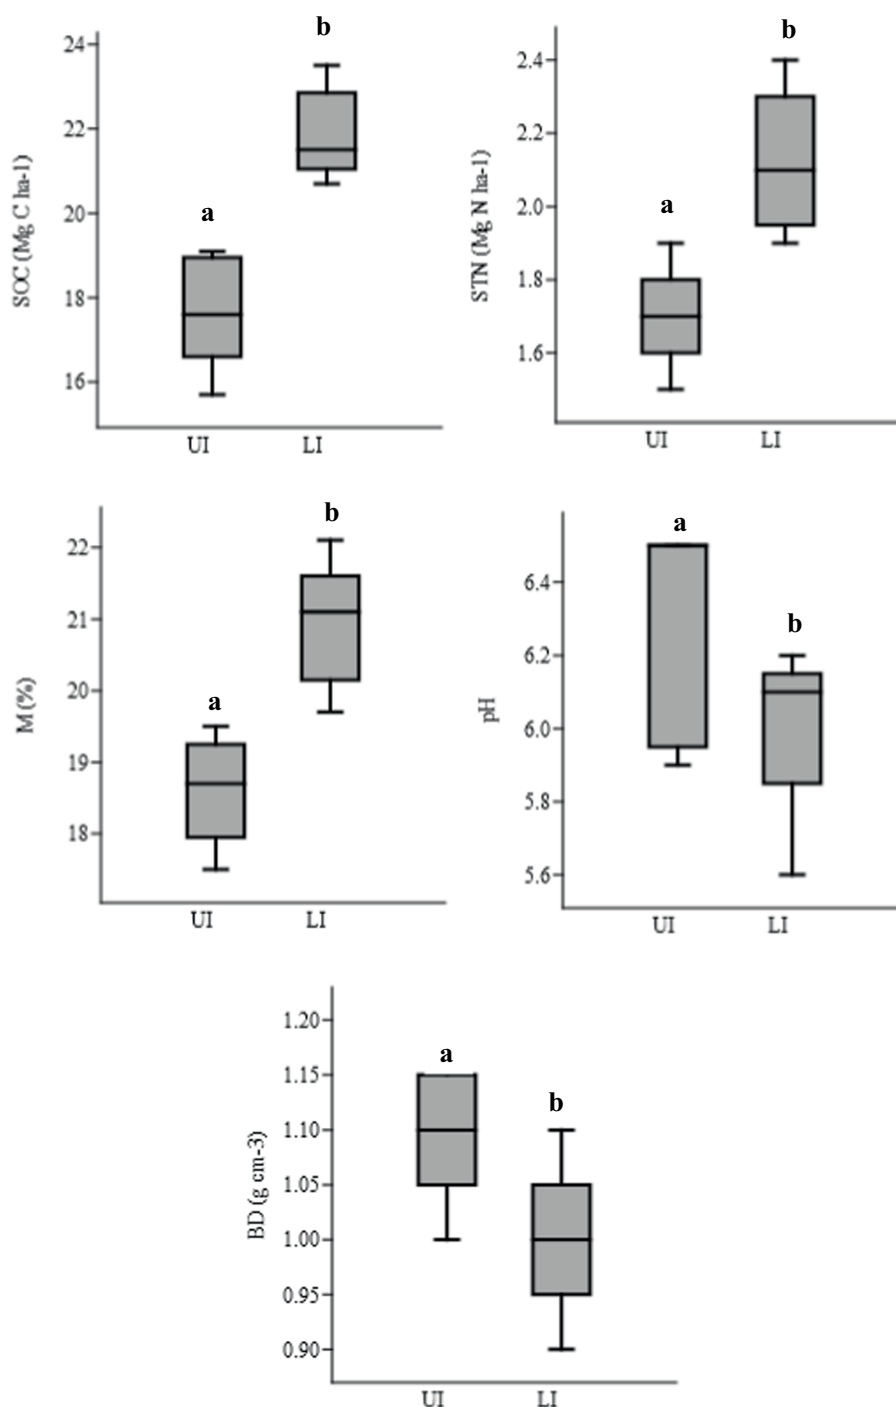 24
22
20
18
16
SOC (Mg C ha-1)
a
b
UI
LI
2.4
2.2
2.0
1.8
1.6
STN (Mg N ha-1)
a
b
UI
LI
22
21
20
19
18
M (%)
a
b
UI
LI
6.4
6.2
6.0
5.8
5.6
pH
a
b
UI
LI
1.20
1.15
1.10
1.05
1.00
0.95
0.90
BD (g cm-3)
a
b
UI
LI